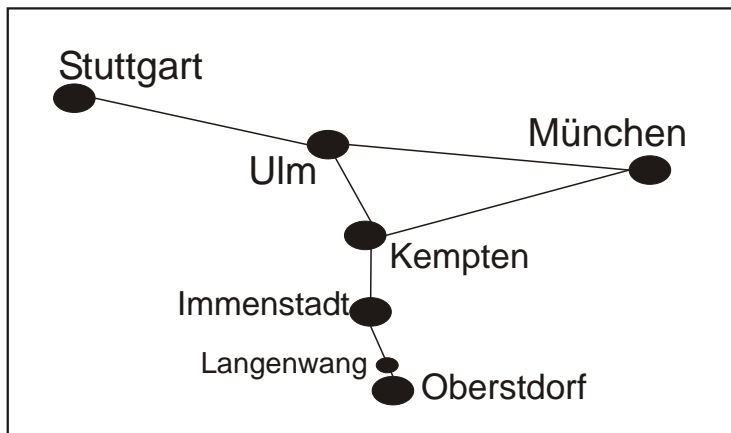 Stuttgart
München
Ulm
Kempten
Immenstadt
Langenwang
Oberstdorf